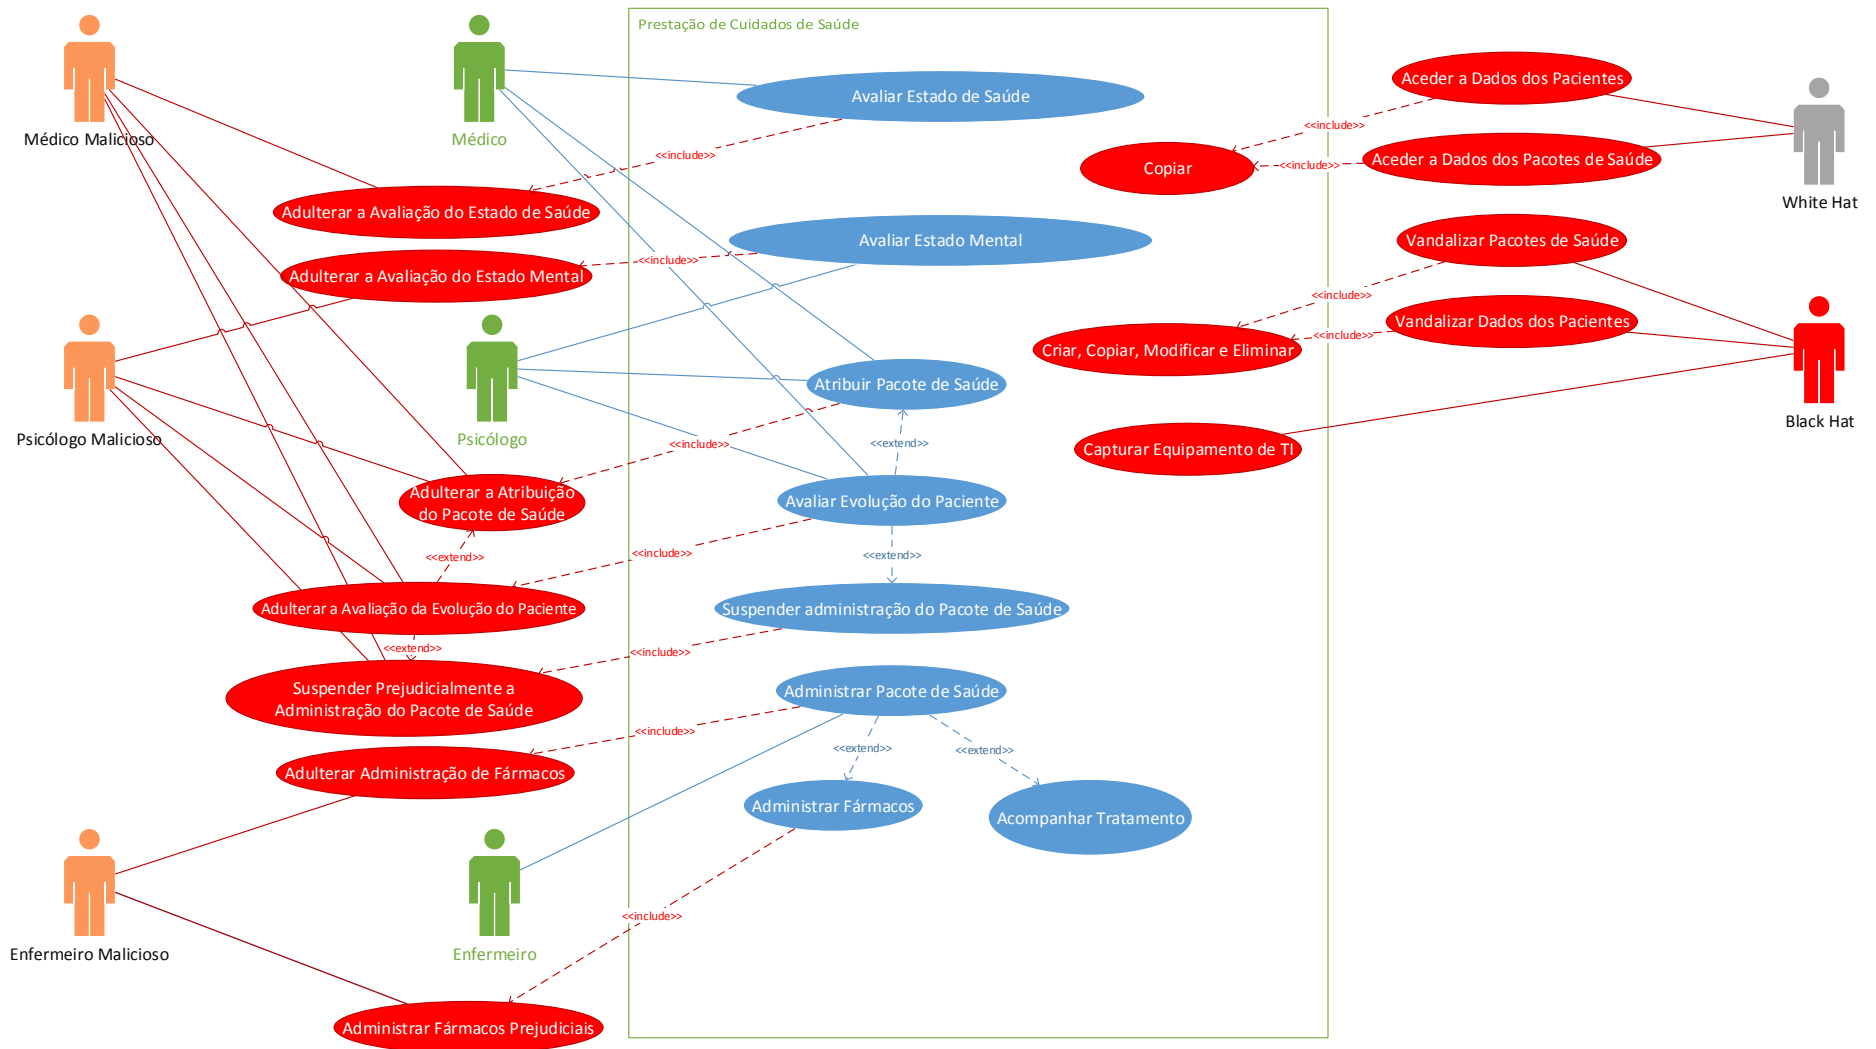 Prestação de Cuidados de Saúde
Médico Malicioso
Médico
Avaliar Estado de Saúde
Aceder a Dados dos Pacientes
<<include>>
<<include>>
Copiar
<<include>>
Aceder a Dados dos Pacotes de Saúde
White Hat
Adulterar a Avaliação do Estado de Saúde
Avaliar Estado Mental
Vandalizar Pacotes de Saúde
<<include>>
Adulterar a Avaliação do Estado Mental
<<include>>
Vandalizar Dados dos Pacientes
<<include>>
Criar, Copiar, Modificar e Eliminar
Black Hat
Psicólogo Malicioso
Psicólogo
Atribuir Pacote de Saúde
<<include>>
<<extend>>
Capturar Equipamento de TI
Adulterar a Atribuição
do Pacote de Saúde
Avaliar Evolução do Paciente
<<extend>>
<<include>>
<<extend>>
Adulterar a Avaliação da Evolução do Paciente
Suspender administração do Pacote de Saúde
<<extend>>
<<include>>
Suspender Prejudicialmente a
Administração do Pacote de Saúde
Administrar Pacote de Saúde
<<include>>
<<extend>>
<<extend>>
Adulterar Administração de Fármacos
Administrar Fármacos
Acompanhar Tratamento
<<include>>
Enfermeiro Malicioso
Enfermeiro
Administrar Fármacos Prejudiciais